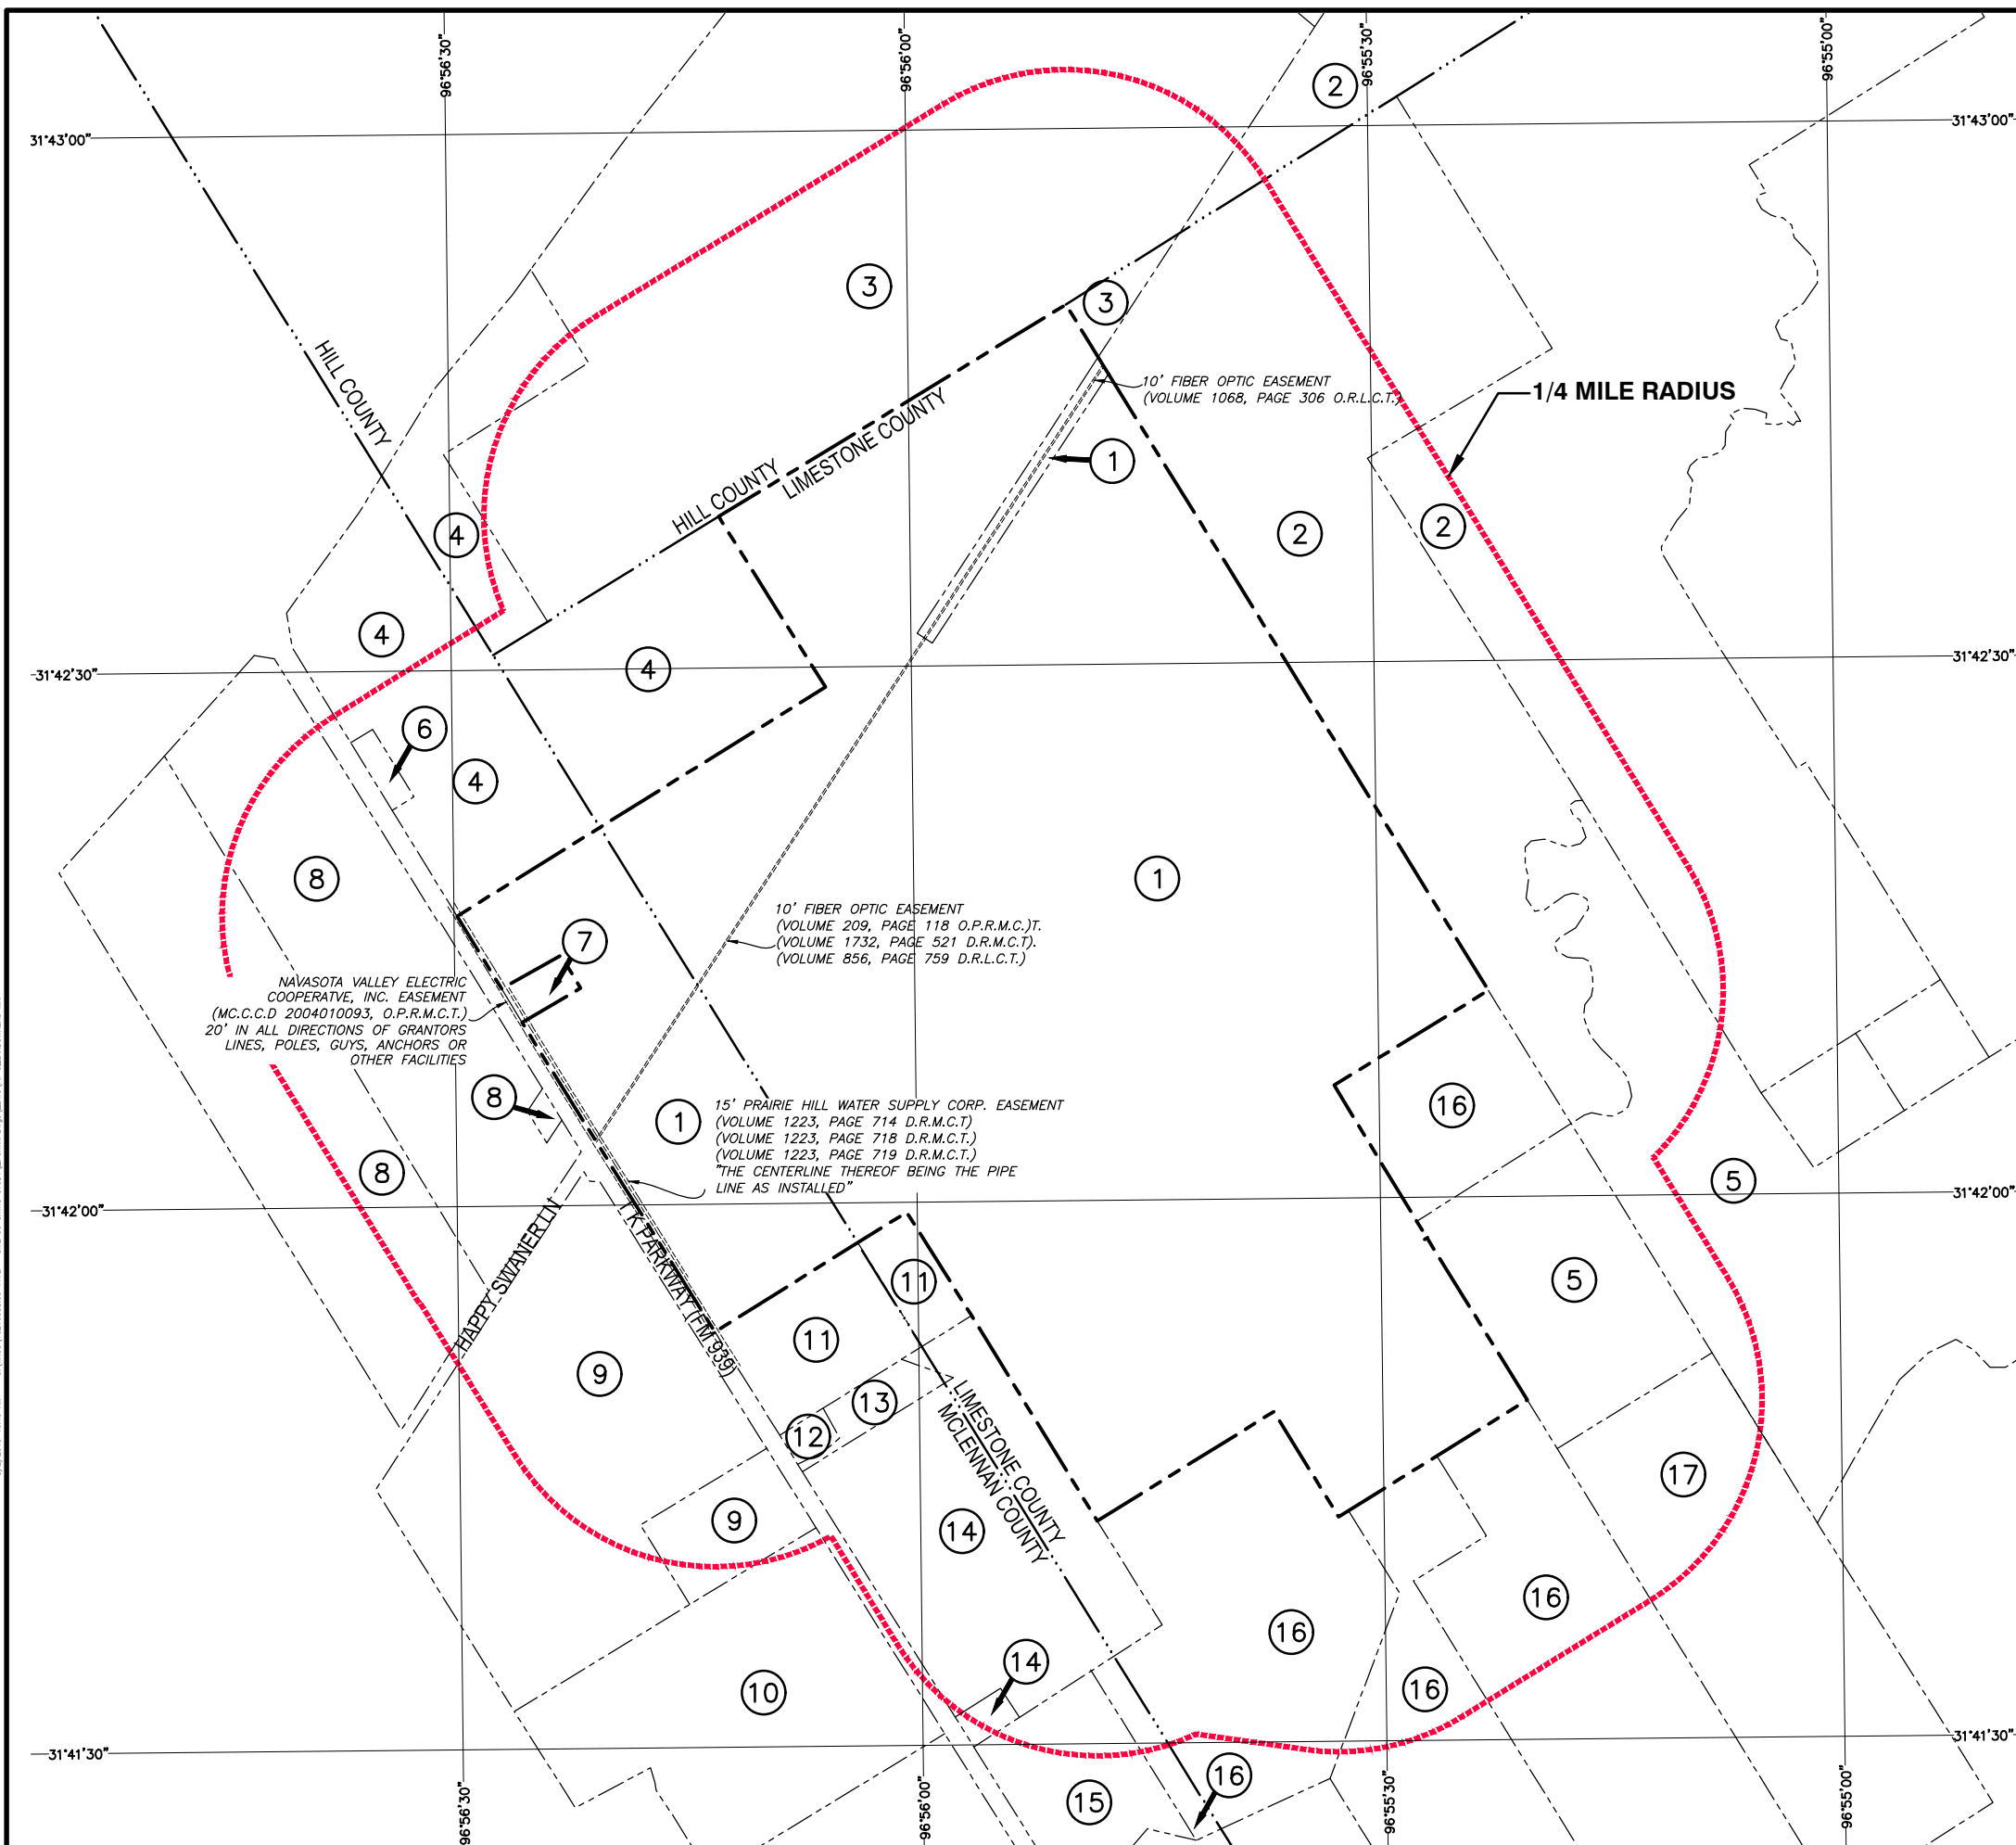 96°56'30"
96°56'00"
96°55'30"
96°55'00"
2
31°43'00"
31°43'00"
3
3
HILL COUNTY
10' FIBER OPTIC EASEMENT
(VOLUME 1068, PAGE 306 O.R.L.C.T.)
1/4 MILE RADIUS
HILL COUNTY
LIMESTONE COUNTY
1
4
2
2
4
31°42'30"
4
31°42'30"
6
4
8
1
10' FIBER OPTIC EASEMENT
(VOLUME 209, PAGE 118 O.P.R.M.C.)T.
(VOLUME 1732, PAGE 521 D.R.M.C.T).
(VOLUME 856, PAGE 759 D.R.L.C.T.)
7
NAVASOTA VALLEY ELECTRIC
COOPERATVE, INC. EASEMENT
(MC.C.C.D 2004010093, O.P.R.M.C.T.)
20' IN ALL DIRECTIONS OF GRANTORS
LINES, POLES, GUYS, ANCHORS OR
OTHER FACILITIES
8
1
15' PRAIRIE HILL WATER SUPPLY CORP. EASEMENT
(VOLUME 1223, PAGE 714 D.R.M.C.T)
(VOLUME 1223, PAGE 718 D.R.M.C.T.)
(VOLUME 1223, PAGE 719 D.R.M.C.T.)
"THE CENTERLINE THEREOF BEING THE PIPE
LINE AS INSTALLED"
16
8
5
31°42'00"
31°42'00"
HAPPY SWANER LN
T K PARKWAY (FM 939)
11
5
11
9
13
12
LIMESTONE COUNTY
MCLENNAN COUNTY
17
9
14
16
16
14
10
16
31°41'30"
31°41'30"
16
15
96°56'30"
96°56'00"
96°55'30"
96°55'00"